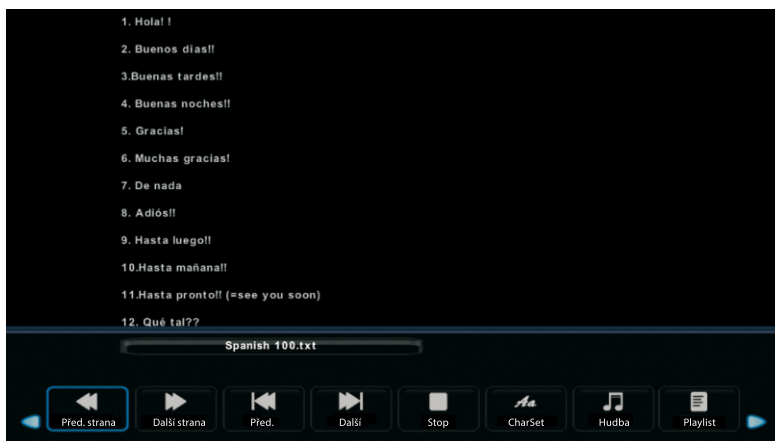 1. Hola! !
2. Buenos días!!
3.Buenas tardes!!
4. Buenas noches!!
5. Gracias!
6. Muchas gracias!
7. De nada
8. Adiós!!
9. Hasta luego!!
10.Hasta mañana!!
11.Hasta pronto!! (=see you soon)
12. Qué tal??
Spanish 100.txt
Aa
Před. strana Další strana Před. Další Stop CharSet Hudba Playlist